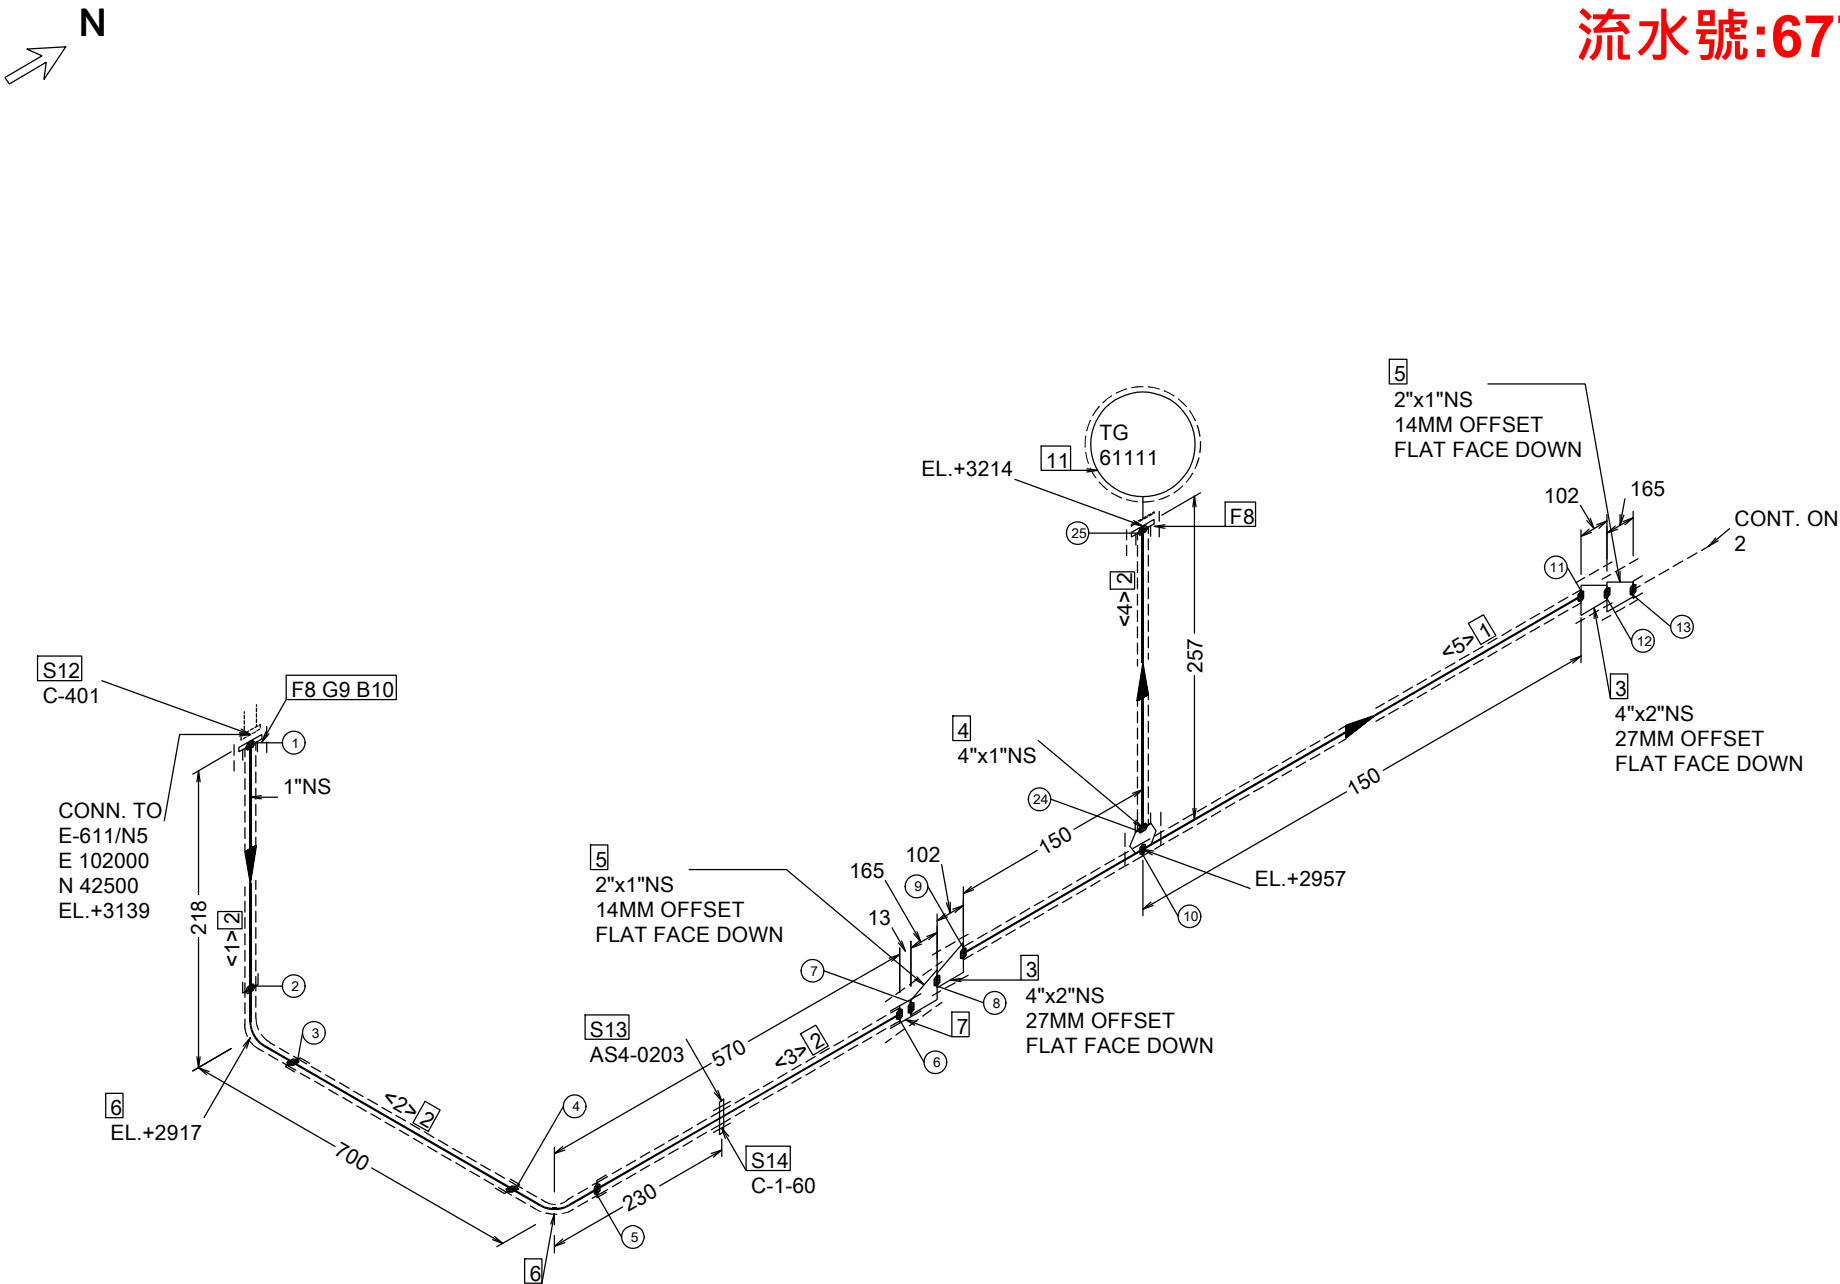 N
流水號:67
5
2"x1"NS
14MM OFFSET
FLAT FACE DOWN
102
165
CONT. ON
2
TG
61111
11
EL.+3214
F8
25
<4> 2
257
11
12
13
<5> 1
3
4"x2"NS
27MM OFFSET
FLAT FACE DOWN
150
S12
C-401
F8 G9 B10
1
1"NS
CONN. TO
E-611/N5
E 102000
N 42500
EL.+3139
218
<1> 2
2
3
6
EL.+2917
4
4"x1"NS
24
150
EL.+2957
10
5
2"x1"NS
14MM OFFSET
FLAT FACE DOWN
165
102
13
9
7
8
3
4"x2"NS
27MM OFFSET
FLAT FACE DOWN
7
6
S13
AS4-0203
570
<3> 2
<2> 2
4
700
S14
C-1-60
230
5
6